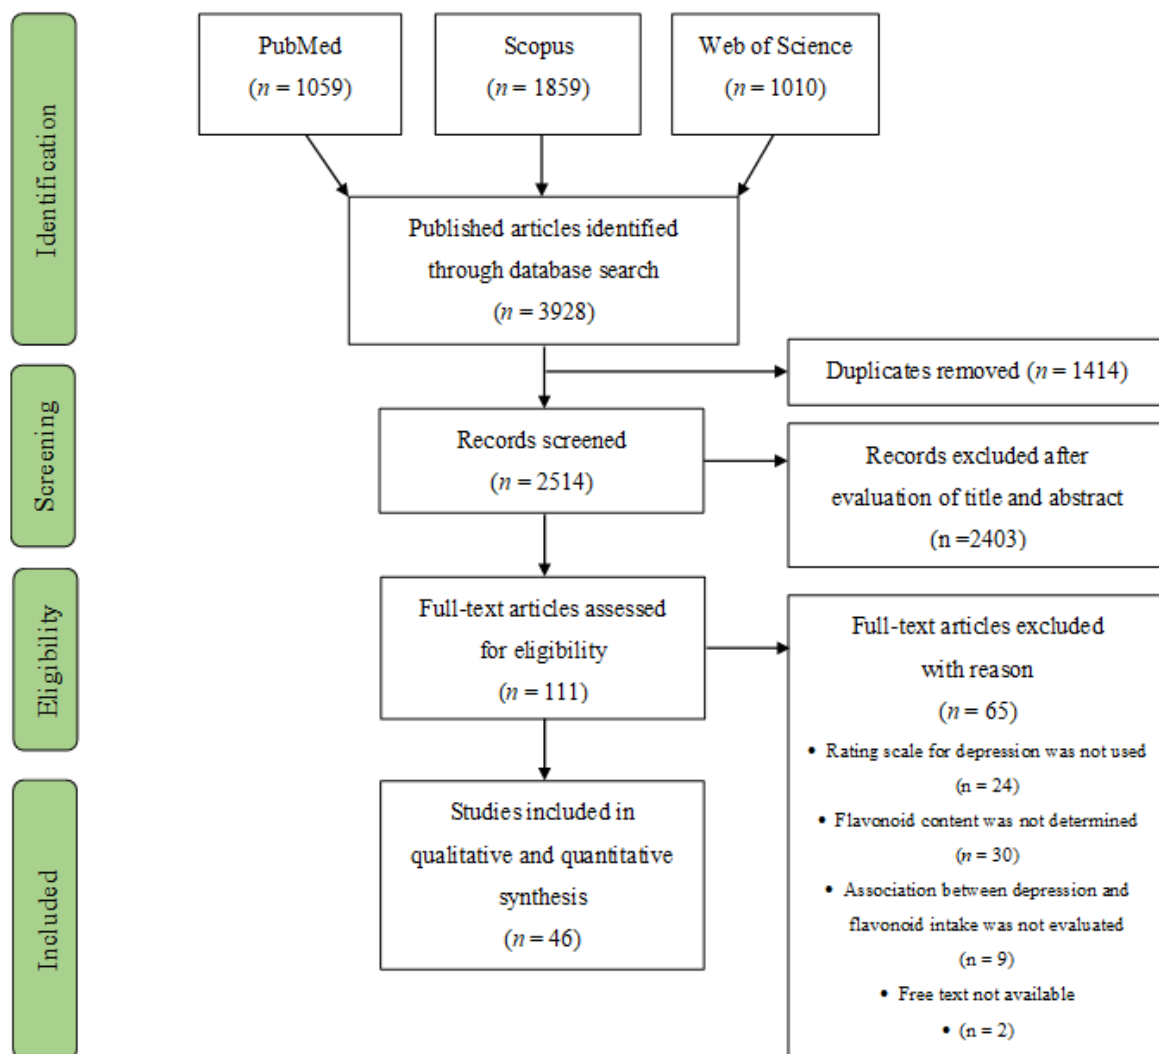 Identification
PubMed
(n = 1059)
Scopus
(n = 1859)
Web of Science
(n = 1010)
Published articles identified
through database search
(n = 3928)
Duplicates removed (n = 1414)
Screening
Records screened
(n = 2514)
Records excluded after
evaluation of title and abstract
(n =2403)
Eligibility
Full-text articles assessed
for eligibility
(n = 111)
Full-text articles excluded
with reason
(n = 65)
• Rating scale for depression was not used
(n = 24)
• Flavonoid content was not determined
(n = 30)
• Association between depression and
flavonoid intake was not evaluated
(n = 9)
• Free text not available
• (n = 2)
Included
Studies included in
qualitative and quantitative
synthesis
(n = 46)